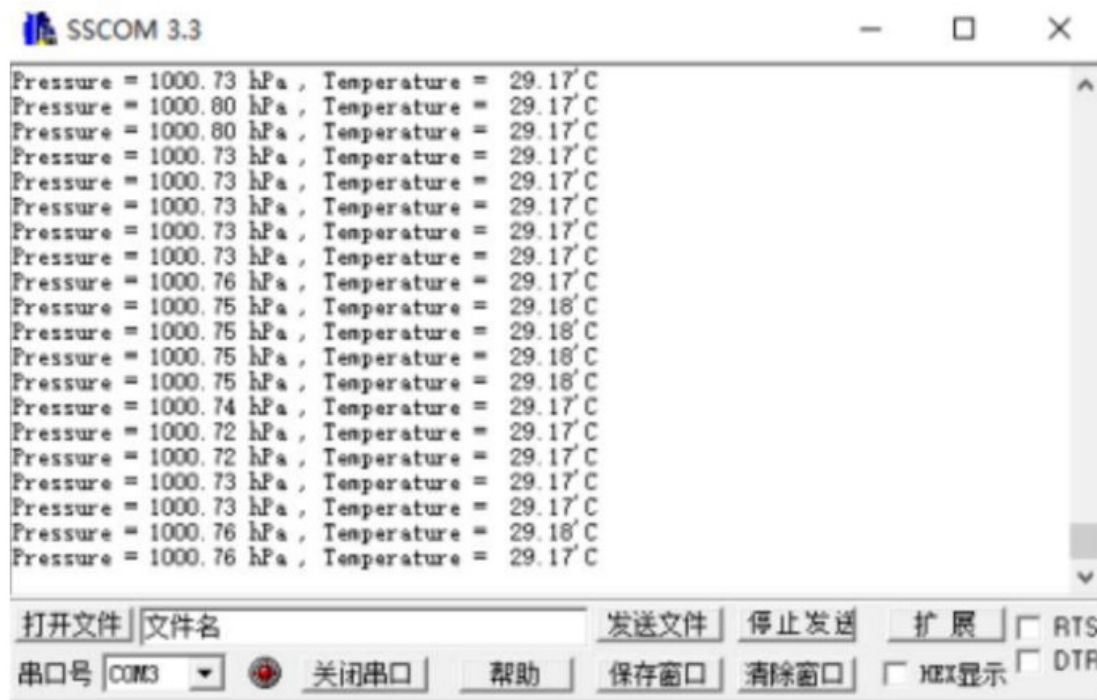 SSCOM 3.3
Pressure = 1000.73 hPa , Temperature =  29.17'C
Pressure = 1000.80 hPa , Temperature =  29.17'C
Pressure = 1000.80 hPa , Temperature =  29.17'C
Pressure = 1000.73 hPa , Temperature =  29.17'C
Pressure = 1000.73 hPa , Temperature =  29.17'C
Pressure = 1000.73 hPa , Temperature =  29.17'C
Pressure = 1000.73 hPa , Temperature =  29.17'C
Pressure = 1000.73 hPa , Temperature =  29.17'C
Pressure = 1000.76 hPa , Temperature =  29.17'C
Pressure = 1000.75 hPa , Temperature =  29.18'C
Pressure = 1000.75 hPa , Temperature =  29.18'C
Pressure = 1000.75 hPa , Temperature =  29.18'C
Pressure = 1000.75 hPa , Temperature =  29.18'C
Pressure = 1000.74 hPa , Temperature =  29.17'C
Pressure = 1000.72 hPa , Temperature =  29.17'C
Pressure = 1000.72 hPa , Temperature =  29.17'C
Pressure = 1000.73 hPa , Temperature =  29.17'C
Pressure = 1000.73 hPa , Temperature =  29.17'C
Pressure = 1000.76 hPa , Temperature =  29.18'C
Pressure = 1000.76 hPa , Temperature =  29.17'C
打开文件 文件名 发送文件 停止发送 扩展 RTS
串口号 COM3 关闭串口 帮助 保存窗口 清除窗口 HEX显示 DTR